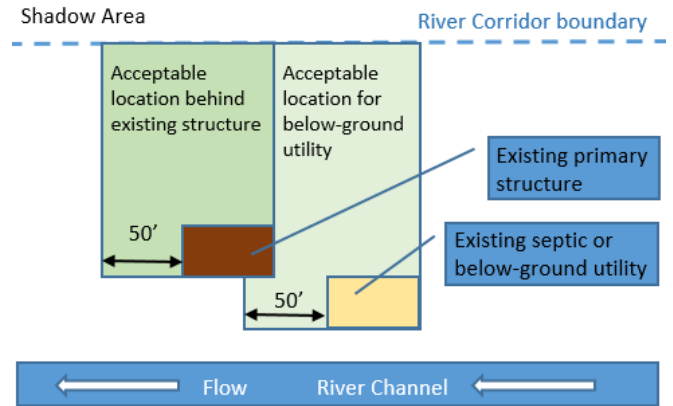 Shadow Area
River Corridor boundary
Acceptable
location behind
existing structure
Acceptable
location for
below-ground
utility
Existing primary
structure
50’
Existing septic or
below-ground utility
50’
Flow
River Channel